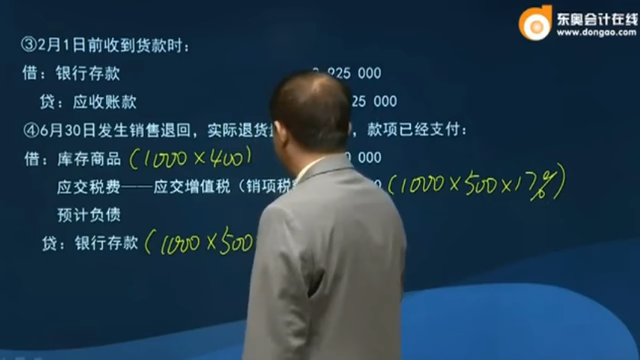 东奥会计在线
www.dongao.com
③2月1日前收到货款时：
借：银行存款 925 000
贷：应收账款 25 000
④6月30日发生销售退回，实际退货 ，款项已经支付：
借：库存商品 (1000×400) 000
应交税费——应交增值税（销项税 (1000×500×17%)
预计负债
贷：银行存款 (1000×500